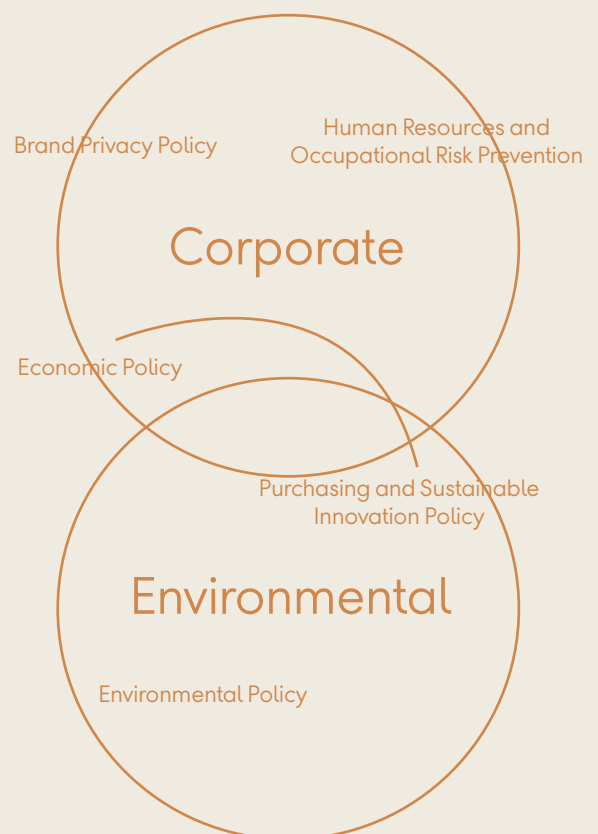 Brand Privacy Policy
Human Resources and
Occupational Risk Prevention
Corporate
Economic Policy
Purchasing and Sustainable
Innovation Policy
Environmental
Environmental Policy